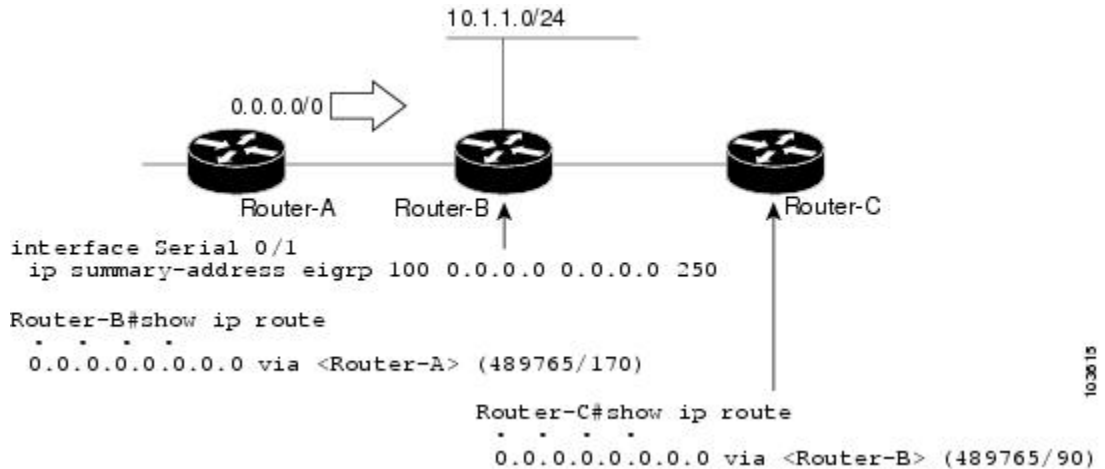 10.1.1.0/24
0.0.0.0/0
Router-A
Router-B
Router-C
interface Serial 0/1
ip summary-address eigrp 100 0.0.0.0 0.0.0.0 250
Router-B#show ip route
. . . .
0.0.0.0.0.0.0.0 via <Router-A> (489765/170)
Router-C#show ip route
. . . .
0.0.0.0.0.0.0.0 via <Router-B> (489765/90)
103615